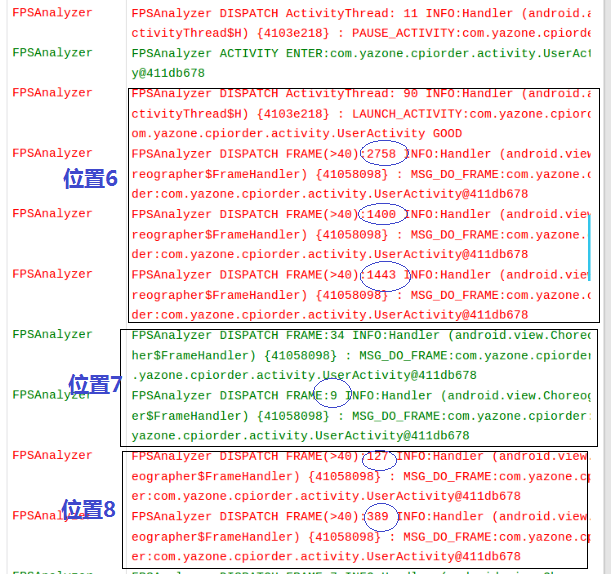 FPSAnalyzer FPSAnalyzer DISPATCH ActivityThread: 11 INFO:Handler (android.a
ctivityThread$H) {4103e218} : PAUSE_ACTIVITY:com.yazone.cpiorde
FPSAnalyzer FPSAnalyzer ACTIVITY ENTER:com.yazone.cpiorder.activity.UserAct
y@411db678
FPSAnalyzer FPSAnalyzer DISPATCH ActivityThread: 90 INFO:Handler (android.a
ctivityThread$H) {4103e218} : LAUNCH_ACTIVITY:com.yazone.cpiord
om.yazone.cpiorder.activity.UserActivity GOOD
FPSAnalyzer FPSAnalyzer DISPATCH FRAME(>40):2758 INFO:Handler (android.view
位置6 reographer$FrameHandler) {41058098} : MSG_DO_FRAME:com.yazone.c
der:com.yazone.cpiorder.activity.UserActivity@411db678
FPSAnalyzer FPSAnalyzer DISPATCH FRAME(>40):1400 INFO:Handler (android.view
reographer$FrameHandler) {41058098} : MSG_DO_FRAME:com.yazone.
der:com.yazone.cpiorder.activity.UserActivity@411db678
FPSAnalyzer FPSAnalyzer DISPATCH FRAME(>40):1443 INFO:Handler (android.view
reographer$FrameHandler) {41058098} : MSG_DO_FRAME:com.yazone.c
der:com.yazone.cpiorder.activity.UserActivity@411db678
FPSAnalyzer FPSAnalyzer DISPATCH FRAME:34 INFO:Handler (android.view.Choreo
her$FrameHandler) {41058098} : MSG_DO_FRAME:com.yazone.cpiorder
位置7 .yazone.cpiorder.activity.UserActivity@411db678
FPSAnalyzer FPSAnalyzer DISPATCH FRAME:9 INFO:Handler (android.view.Choreog
er$FrameHandler) {41058098} : MSG_DO_FRAME:com.yazone.cpiorder:
yazone.cpiorder.activity.UserActivity@411db678
FPSAnalyzer FPSAnalyzer DISPATCH FRAME(>40):127 INFO:Handler (android.view.
eographer$FrameHandler) {41058098} : MSG_DO_FRAME:com.yazone.cp
er:com.yazone.cpiorder.activity.UserActivity@411db678
位置8
FPSAnalyzer FPSAnalyzer DISPATCH FRAME(>40):389 INFO:Handler (android.view.
eographer$FrameHandler) {41058098} : MSG_DO_FRAME:com.yazone.cp
er:com.yazone.cpiorder.activity.UserActivity@411db678